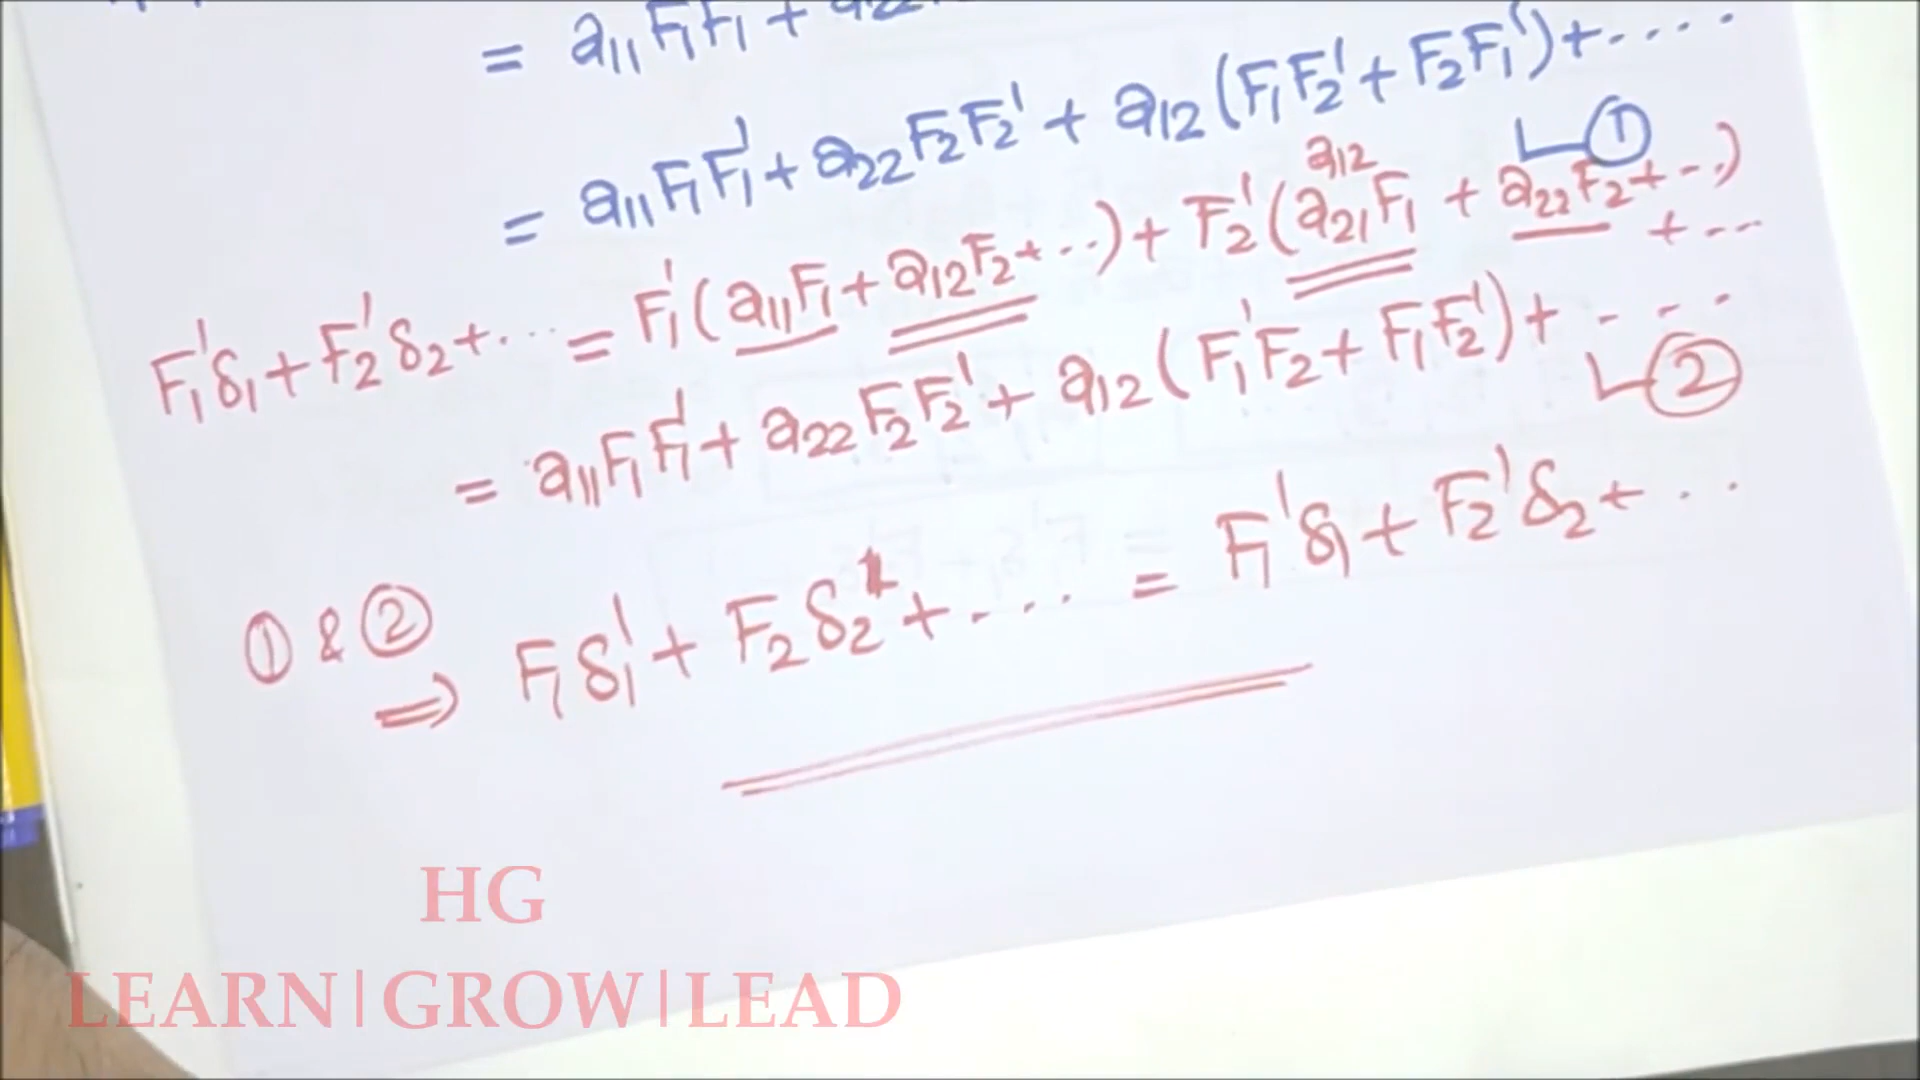 = a₁₁F₁F₁ + a₂₂
= a₁₁F₁F₁' + a₂₂F₂F₂' + a₁₂(F₁F₂' + F₂F₁') + ....
①
F₁'δ₁ + F₂'δ₂ + ... = F₁'(a₁₁F₁ + a₁₂F₂ + ...) + F₂'(a₂₁F₁ + a₂₂F₂ + ...) + ...
a₁₂
= a₁₁F₁F₁' + a₂₂F₂F₂' + a₁₂(F₁'F₂ + F₁F₂') + ...
②
① & ②
⇒ F₁δ₁' + F₂δ₂' + .... = F₁'δ₁ + F₂'δ₂ + ...
HG
LEARN|GROW|LEAD